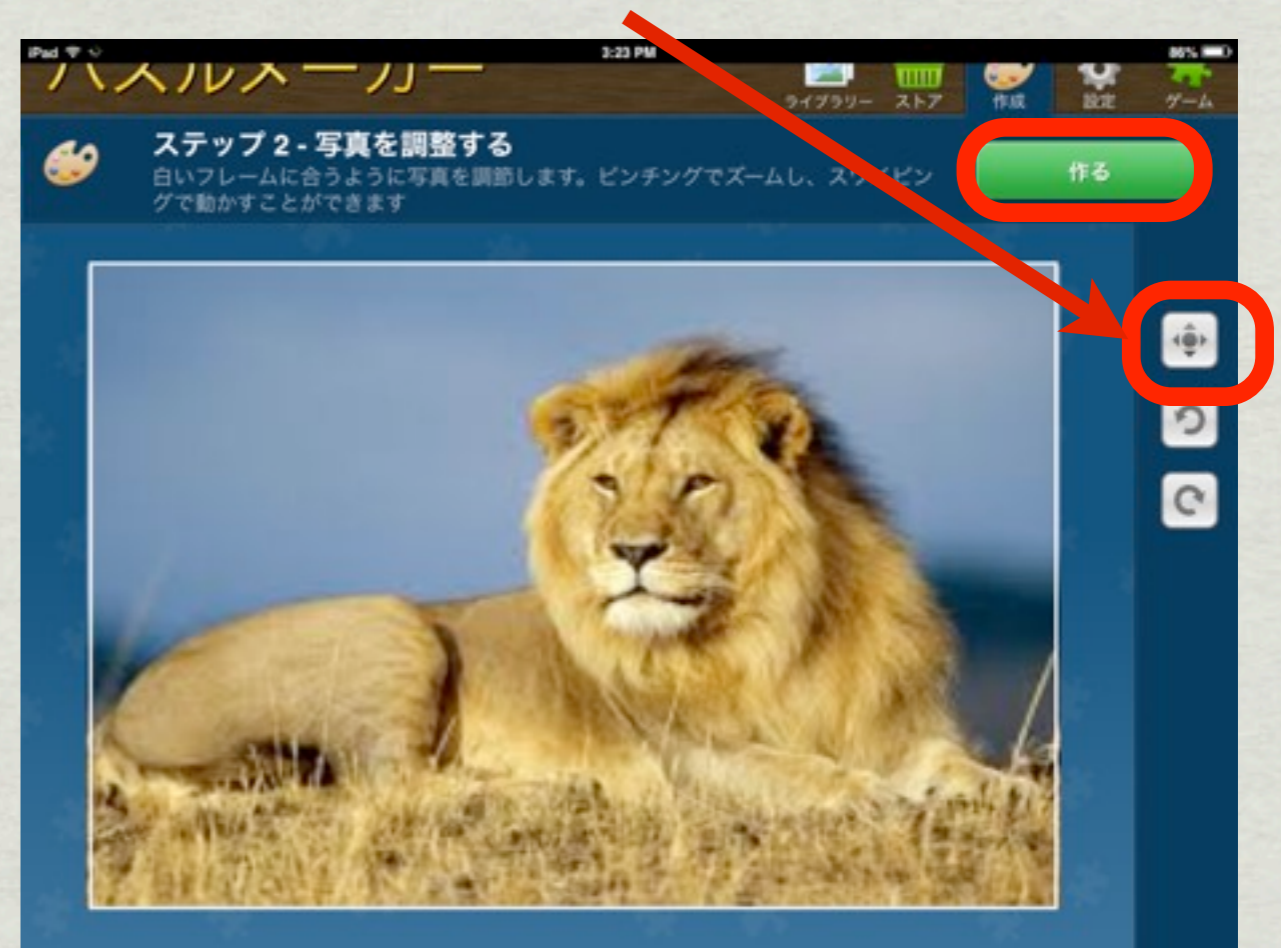 iPad 3:23 PM 86%
パズルメーカー
ライブラリー ストア 作成 設定 ゲーム
ステップ 2 - 写真を調整する
白いフレームに合うように写真を調節します。ピンチングでズームし、スワイピン
グで動かすことができます
作る